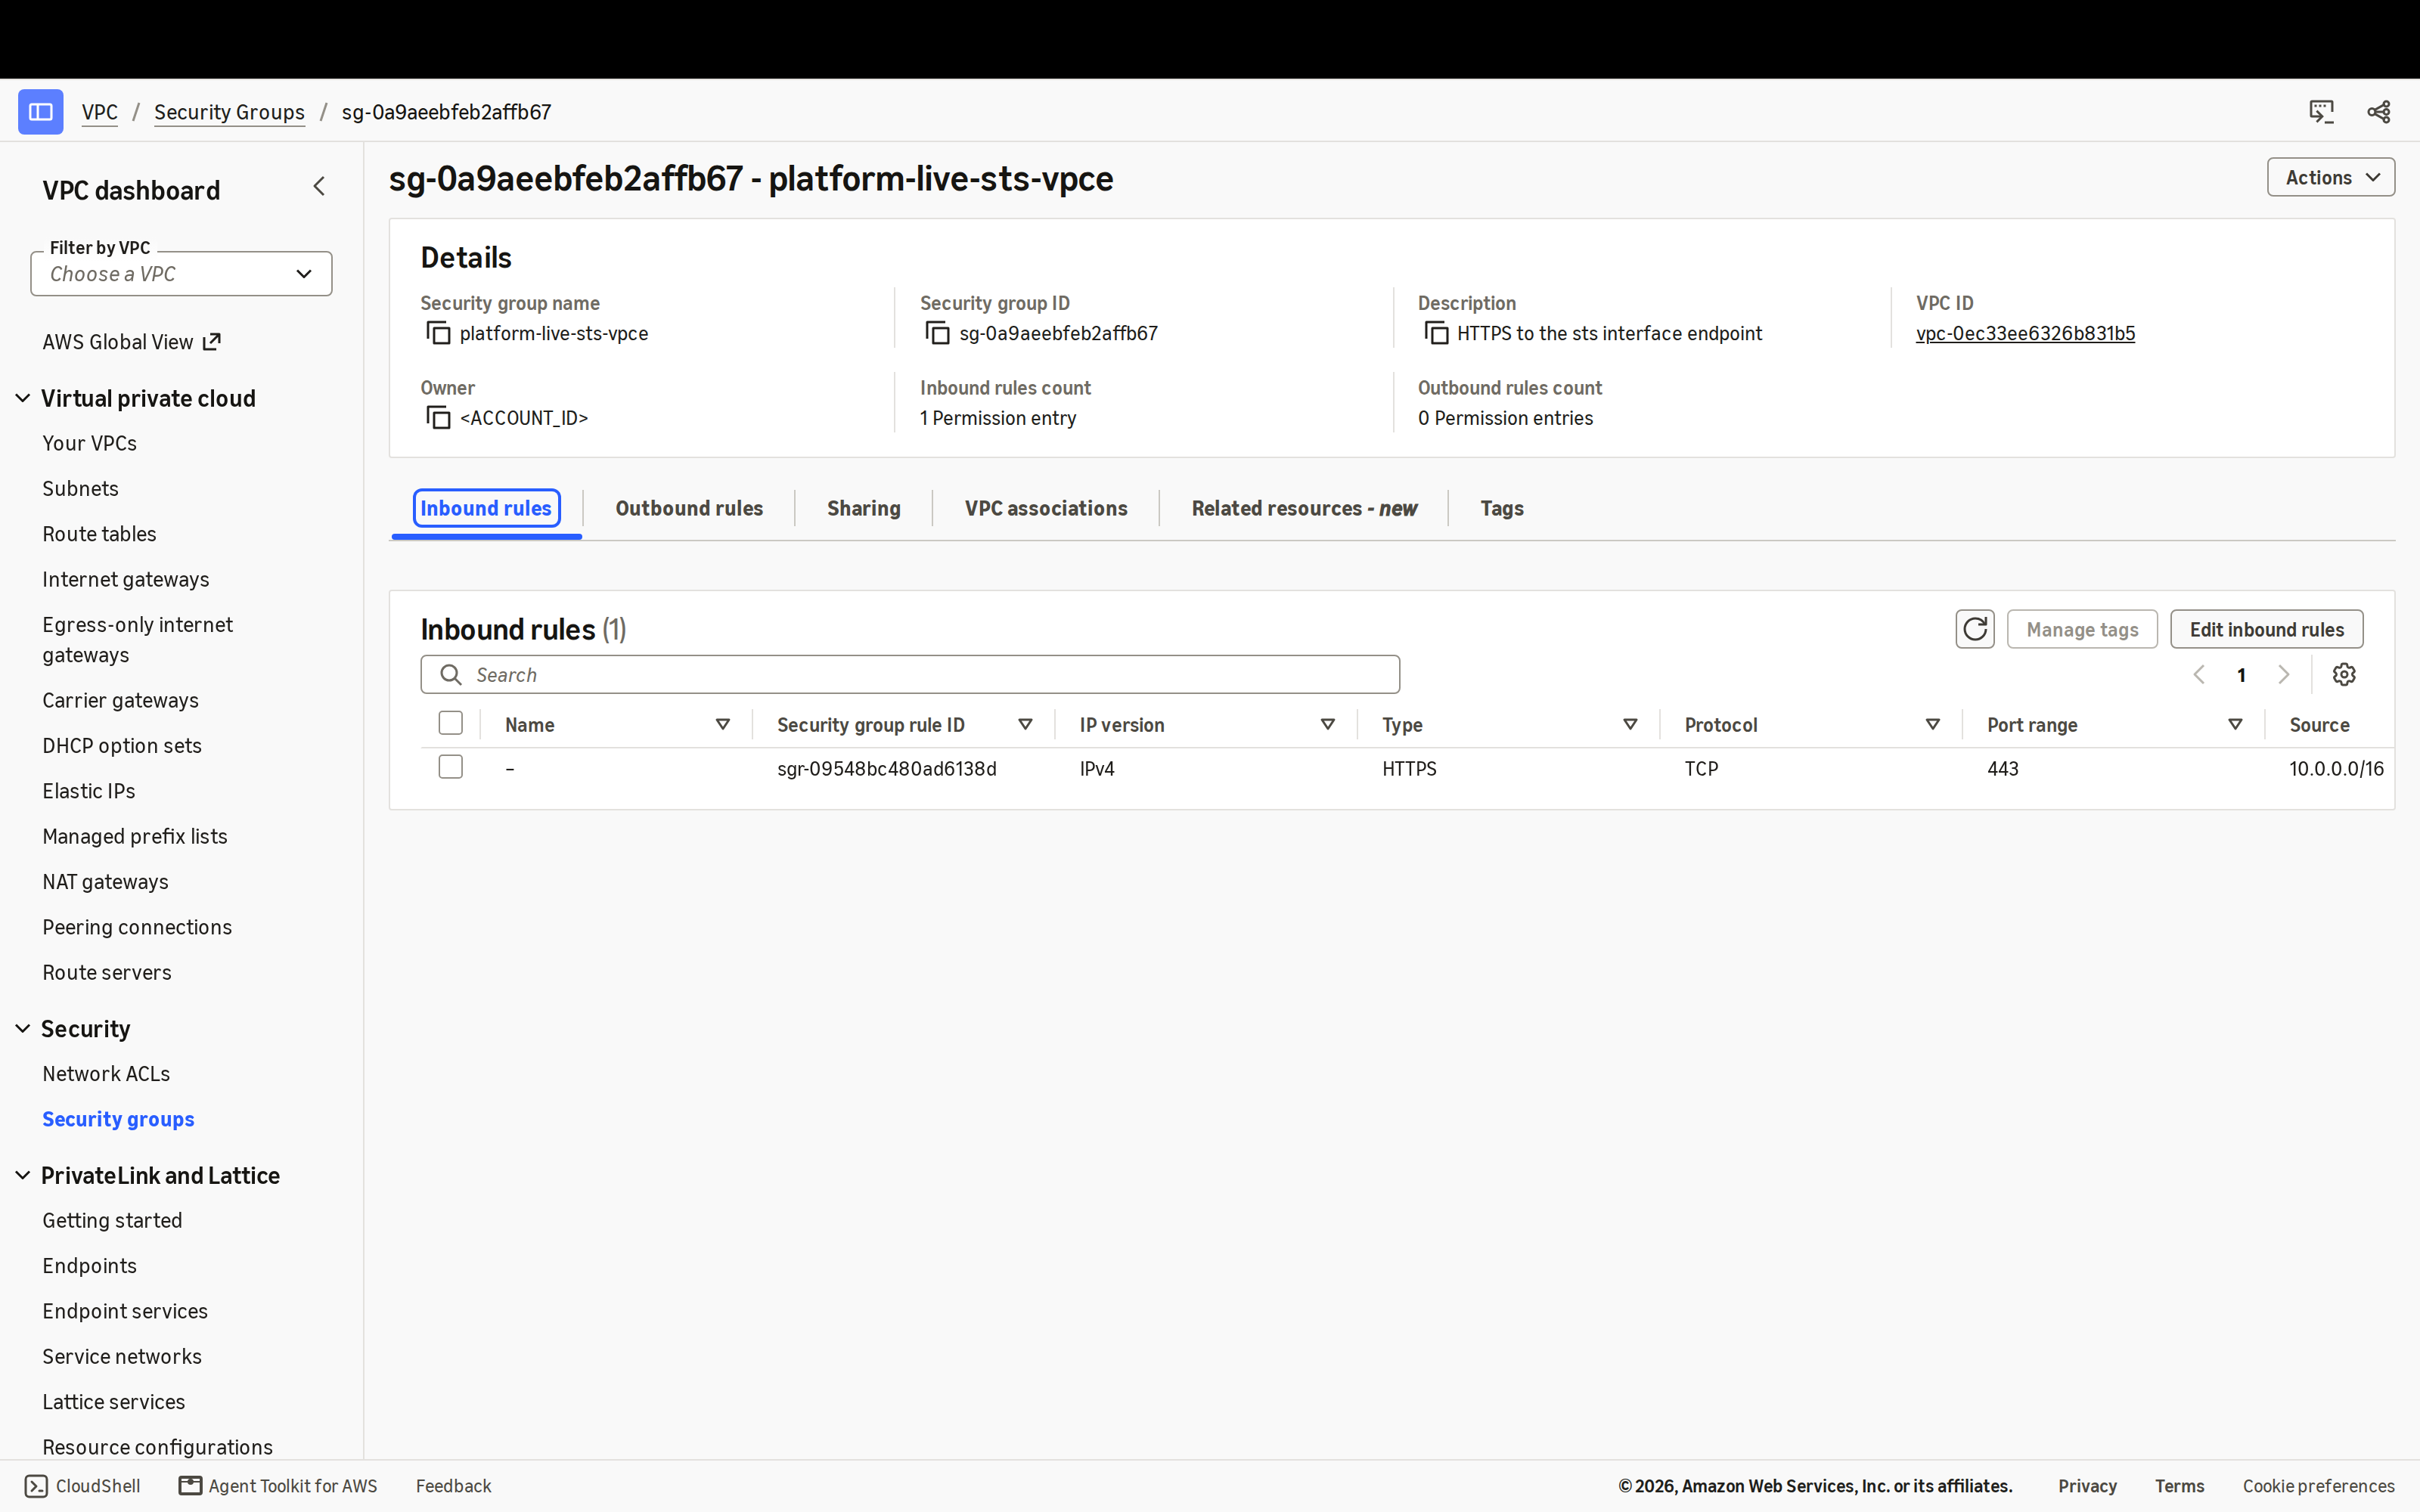 VPC / Security Groups / sg-0a9aeebfeb2affb67
VPC dashboard
Filter by VPC
Choose a VPC
AWS Global View
Virtual private cloud
Your VPCs
Subnets
Route tables
Internet gateways
Egress-only internet
gateways
Carrier gateways
DHCP option sets
Elastic IPs
Managed prefix lists
NAT gateways
Peering connections
Route servers
Security
Network ACLs
Security groups
PrivateLink and Lattice
Getting started
Endpoints
Endpoint services
Service networks
Lattice services
Resource configurations
sg-0a9aeebfeb2affb67 - platform-live-sts-vpce
Actions
Details
Security group name
platform-live-sts-vpce
Security group ID
sg-0a9aeebfeb2affb67
Description
HTTPS to the sts interface endpoint
VPC ID
vpc-0ec33ee6326b831b5
Owner
<ACCOUNT_ID>
Inbound rules count
1 Permission entry
Outbound rules count
0 Permission entries
Inbound rules Outbound rules Sharing VPC associations Related resources - new Tags
Inbound rules (1)
Manage tags Edit inbound rules
Search
1
Name Security group rule ID IP version Type Protocol Port range Source
– sgr-09548bc480ad6138d IPv4 HTTPS TCP 443 10.0.0.0/16
CloudShell Agent Toolkit for AWS Feedback © 2026, Amazon Web Services, Inc. or its affiliates. Privacy Terms Cookie preferences